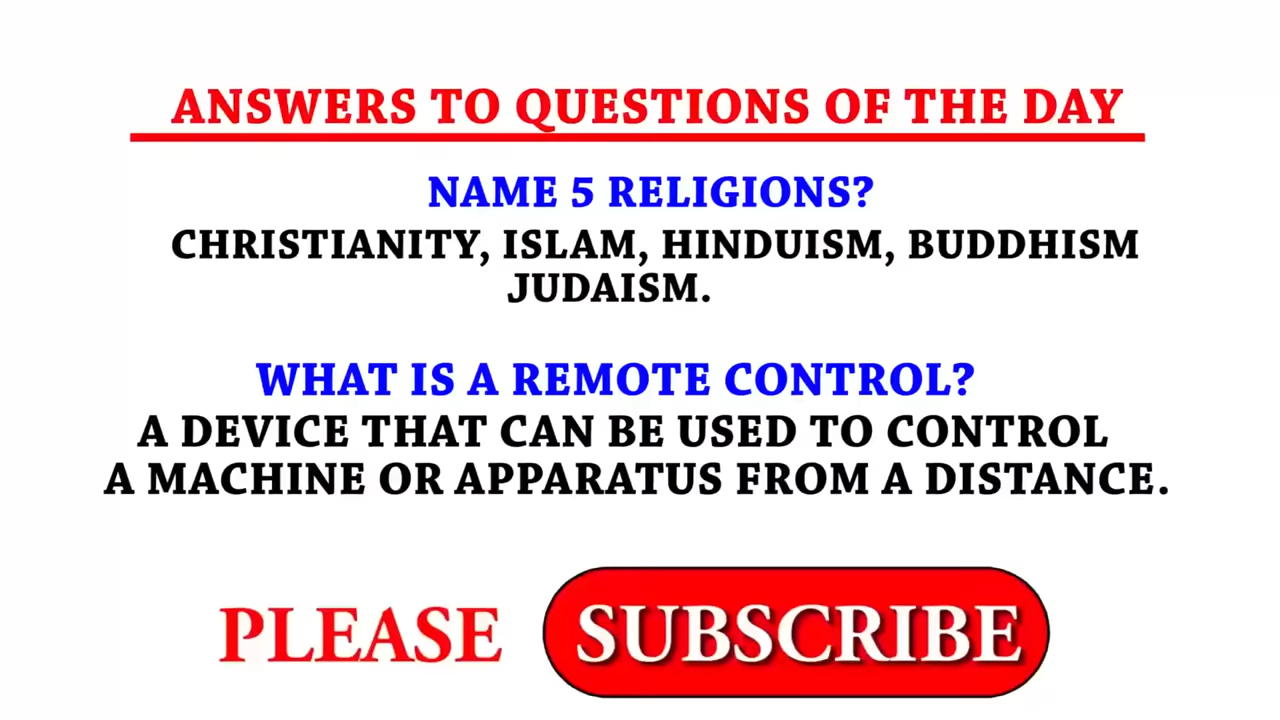 ANSWERS TO QUESTIONS OF THE DAY
NAME 5 RELIGIONS?
CHRISTIANITY, ISLAM, HINDUISM, BUDDHISM
JUDAISM.
WHAT IS A REMOTE CONTROL?
A DEVICE THAT CAN BE USED TO CONTROL
A MACHINE OR APPARATUS FROM A DISTANCE.
PLEASE SUBSCRIBE